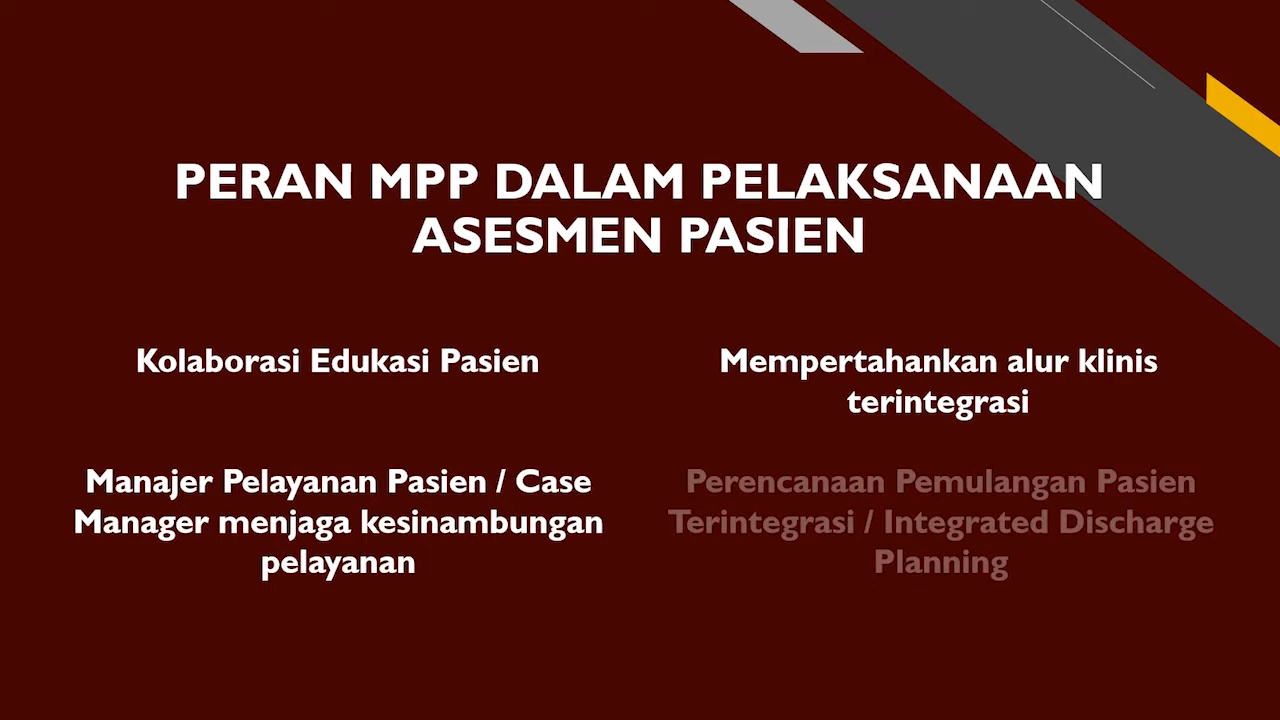 PERAN MPP DALAM PELAKSANAAN
ASESMEN PASIEN
Kolaborasi Edukasi Pasien
Mempertahankan alur klinis
terintegrasi
Manajer Pelayanan Pasien / Case
Manager menjaga kesinambungan
pelayanan
Perencanaan Pemulangan Pasien
Terintegrasi / Integrated Discharge
Planning